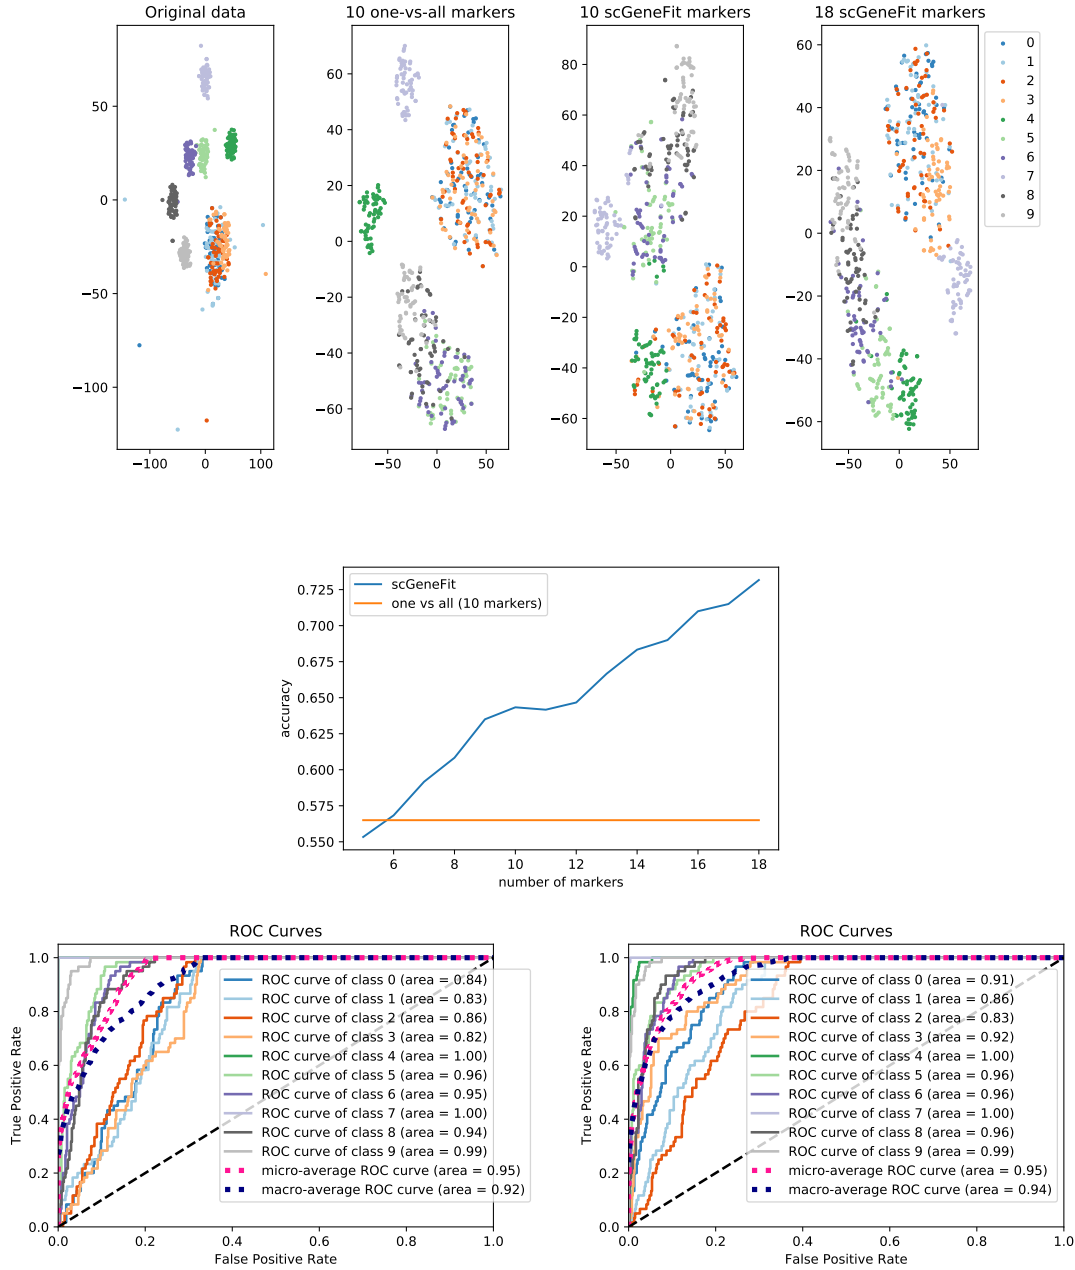 Original data
10 one-vs-all markers
10 scGeneFit markers
18 scGeneFit markers
50
0
−50
−100
−100
0
100
60
40
20
0
−20
−40
−60
−50
0
50
80
60
40
20
0
−20
−40
−60
−50
0
50
60
40
20
0
−20
−40
−60
−50
0
50
0
1
2
3
4
5
6
7
8
9
scGeneFit
one vs all (10 markers)
accuracy
0.725
0.700
0.675
0.650
0.625
0.600
0.575
0.550
6
8
10
12
14
16
18
number of markers
ROC Curves
True Positive Rate
1.0
0.8
0.6
0.4
0.2
0.0
ROC curve of class 0 (area = 0.84)
ROC curve of class 1 (area = 0.83)
ROC curve of class 2 (area = 0.86)
ROC curve of class 3 (area = 0.82)
ROC curve of class 4 (area = 1.00)
ROC curve of class 5 (area = 0.96)
ROC curve of class 6 (area = 0.95)
ROC curve of class 7 (area = 1.00)
ROC curve of class 8 (area = 0.94)
ROC curve of class 9 (area = 0.99)
micro-average ROC curve (area = 0.95)
macro-average ROC curve (area = 0.92)
0.0
0.2
0.4
0.6
0.8
1.0
False Positive Rate
ROC Curves
True Positive Rate
1.0
0.8
0.6
0.4
0.2
0.0
ROC curve of class 0 (area = 0.91)
ROC curve of class 1 (area = 0.86)
ROC curve of class 2 (area = 0.83)
ROC curve of class 3 (area = 0.92)
ROC curve of class 4 (area = 1.00)
ROC curve of class 5 (area = 0.96)
ROC curve of class 6 (area = 0.96)
ROC curve of class 7 (area = 1.00)
ROC curve of class 8 (area = 0.96)
ROC curve of class 9 (area = 0.99)
micro-average ROC curve (area = 0.95)
macro-average ROC curve (area = 0.94)
0.0
0.2
0.4
0.6
0.8
1.0
False Positive Rate